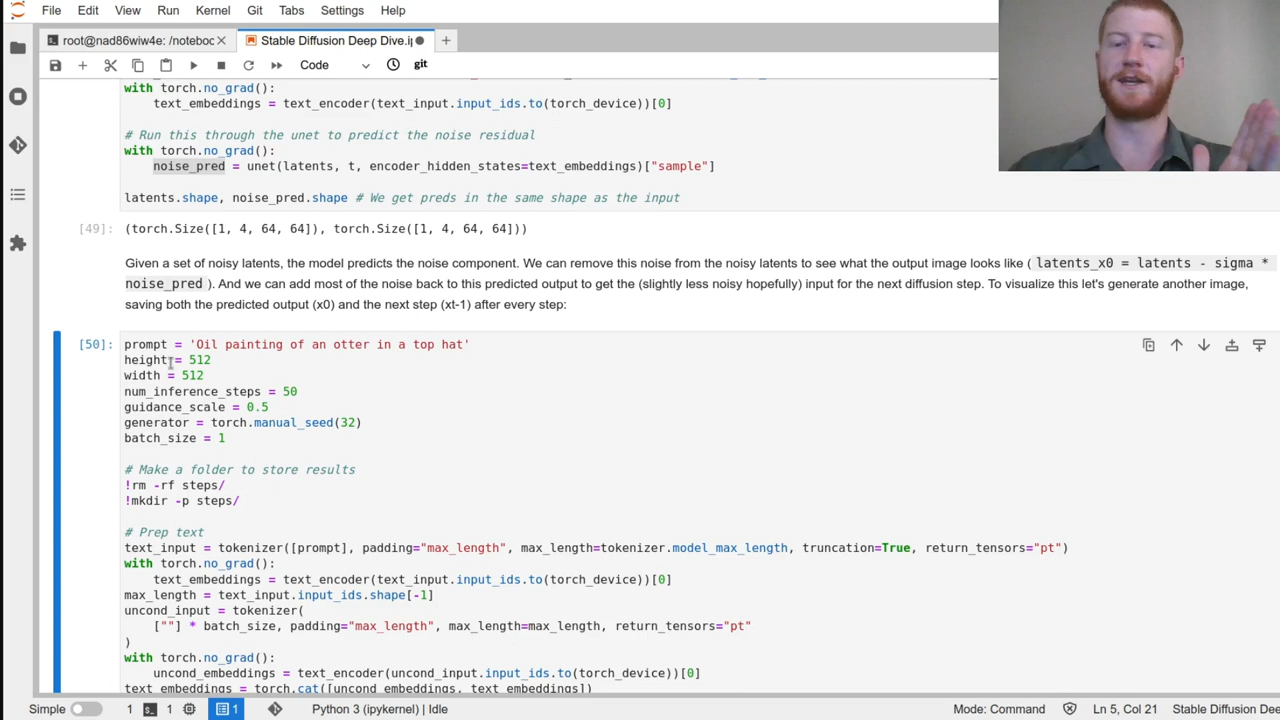 File Edit View Run Kernel Git Tabs Settings Help
root@nad86wiw4e: /noteboc Stable Diffusion Deep Dive.ip
Code git
with torch.no_grad():
text_embeddings = text_encoder(text_input.input_ids.to(torch_device))[0]
# Run this through the unet to predict the noise residual
with torch.no_grad():
noise_pred = unet(latents, t, encoder_hidden_states=text_embeddings)["sample"]
latents.shape, noise_pred.shape # We get preds in the same shape as the input
[49]: (torch.Size([1, 4, 64, 64]), torch.Size([1, 4, 64, 64]))
Given a set of noisy latents, the model predicts the noise component. We can remove this noise from the noisy latents to see what the output image looks like ( latents_x0 = latents - sigma *
noise_pred ). And we can add most of the noise back to this predicted output to get the (slightly less noisy hopefully) input for the next diffusion step. To visualize this let's generate another image,
saving both the predicted output (x0) and the next step (xt-1) after every step:
[50]: prompt = 'Oil painting of an otter in a top hat'
height = 512
width = 512
num_inference_steps = 50
guidance_scale = 0.5
generator = torch.manual_seed(32)
batch_size = 1
# Make a folder to store results
!rm -rf steps/
!mkdir -p steps/
# Prep text
text_input = tokenizer([prompt], padding="max_length", max_length=tokenizer.model_max_length, truncation=True, return_tensors="pt")
with torch.no_grad():
text_embeddings = text_encoder(text_input.input_ids.to(torch_device))[0]
max_length = text_input.input_ids.shape[-1]
uncond_input = tokenizer(
[""] * batch_size, padding="max_length", max_length=max_length, return_tensors="pt"
)
with torch.no_grad():
uncond_embeddings = text_encoder(uncond_input.input_ids.to(torch_device))[0]
text_embeddings = torch.cat([uncond_embeddings, text_embeddings])
Simple 1 1 1 Python 3 (ipykernel) | Idle Mode: Command Ln 5, Col 21 Stable Diffusion Dee